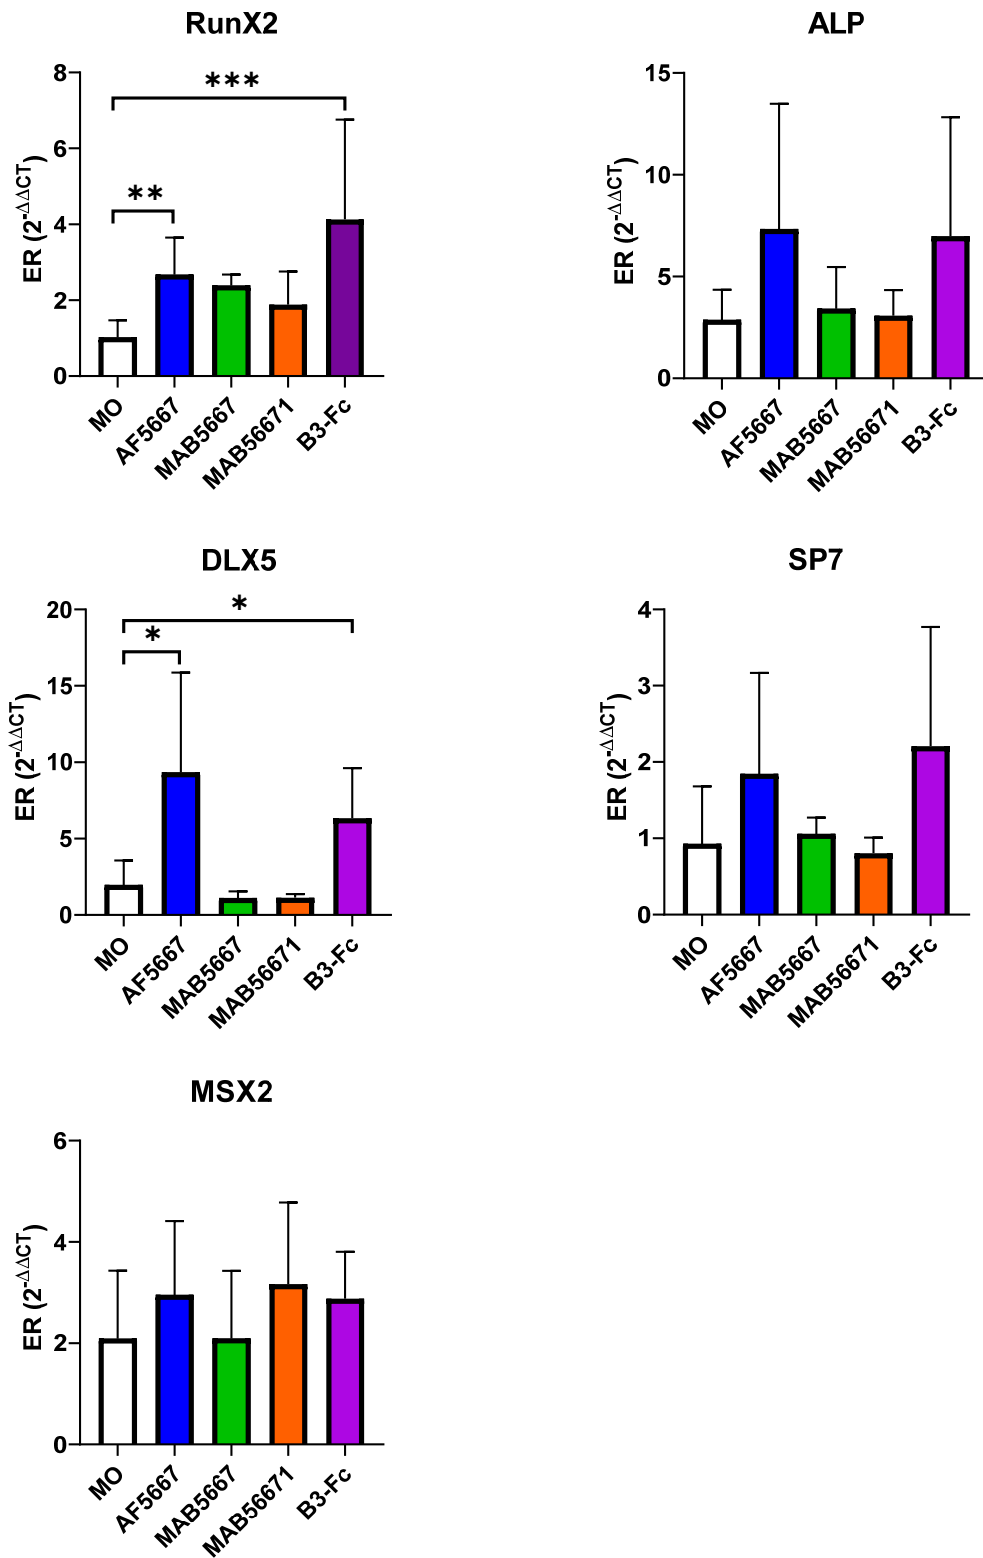 RunX2
***
**
ER (2-ΔΔCT)
8
6
4
2
0
MO
AF5667
MAB5667
MAB56671
B3-Fc
ALP
ER (2-ΔΔCT)
15
10
5
0
MO
AF5667
MAB5667
MAB56671
B3-Fc
DLX5
*
*
ER (2-ΔΔCT)
20
15
10
5
0
MO
AF5667
MAB5667
MAB56671
B3-Fc
SP7
ER (2-ΔΔCT)
4
3
2
1
0
MO
AF5667
MAB5667
MAB56671
B3-Fc
MSX2
ER (2-ΔΔCT)
6
4
2
0
MO
AF5667
MAB5667
MAB56671
B3-Fc